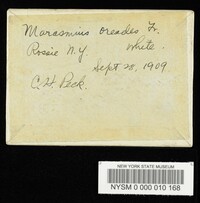 Marasmius oreades Fr.
Rossie N.Y. White.
Sept 28, 1909
C. H. Peck.
NEW YORK STATE MUSEUM
NYSM 0 000 010 168